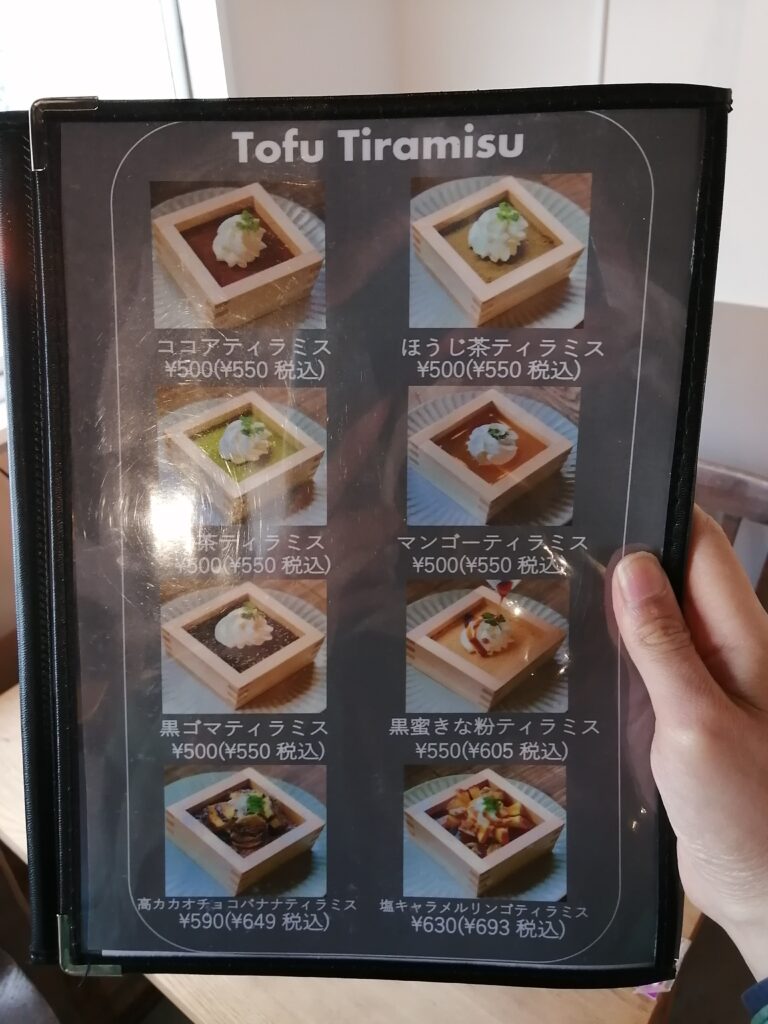 Tofu Tiramisu
ココアティラミス
¥500(¥550 税込)
ほうじ茶ティラミス
¥500(¥550 税込)
茶ティラミス
¥500(¥550 税込)
マンゴーティラミス
¥500(¥550 税込)
黒ゴマティラミス
¥500(¥550 税込)
黒蜜きな粉ティラミス
¥550(¥605 税込)
高カカオチョコバナナティラミス
¥590(¥649 税込)
塩キャラメルリンゴティラミス
¥630(¥693 税込)